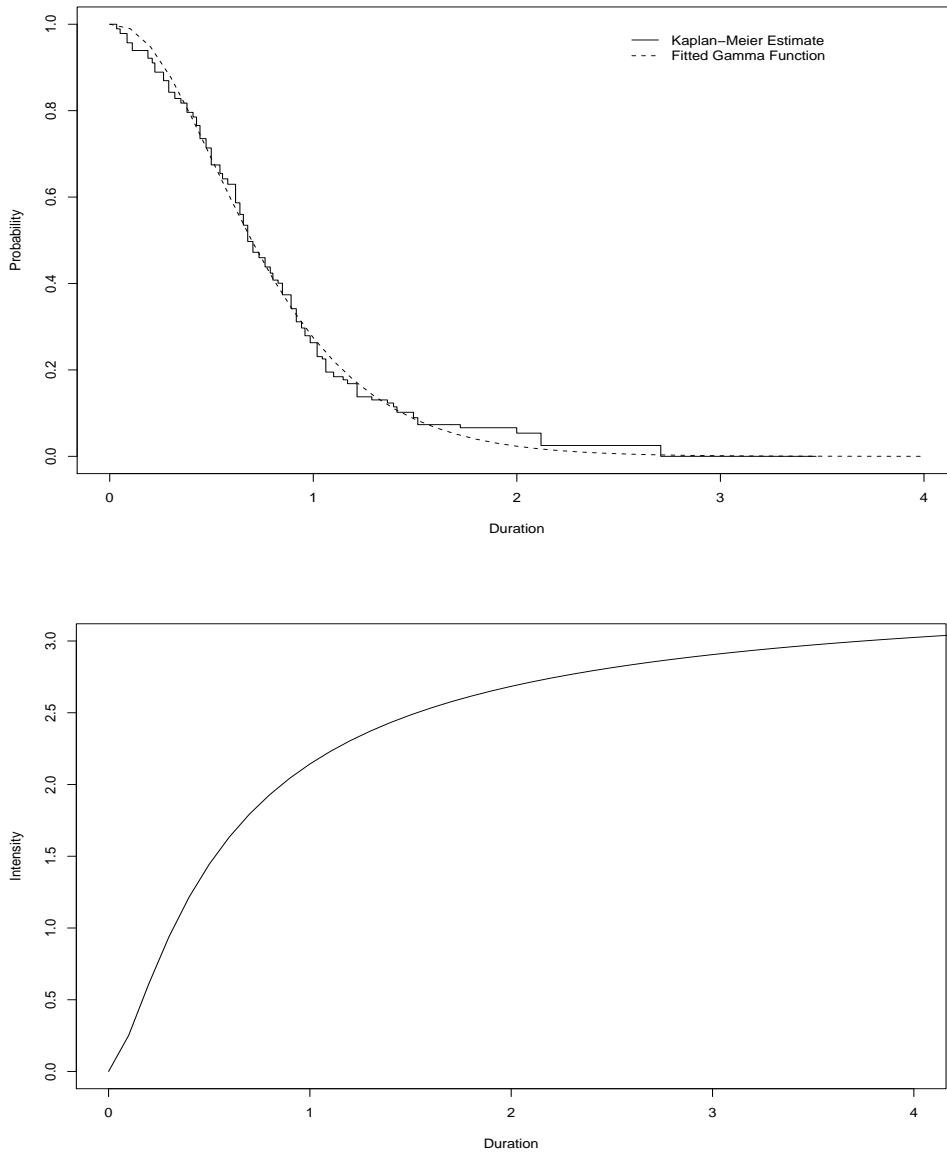 Kaplan−Meier Estimate
Fitted Gamma Function
1.0
0.8
0.6
0.4
0.2
0.0
Probability
0 1 2 3 4
Duration
3.0
2.5
2.0
1.5
1.0
0.5
0.0
Intensity
0 1 2 3 4
Duration